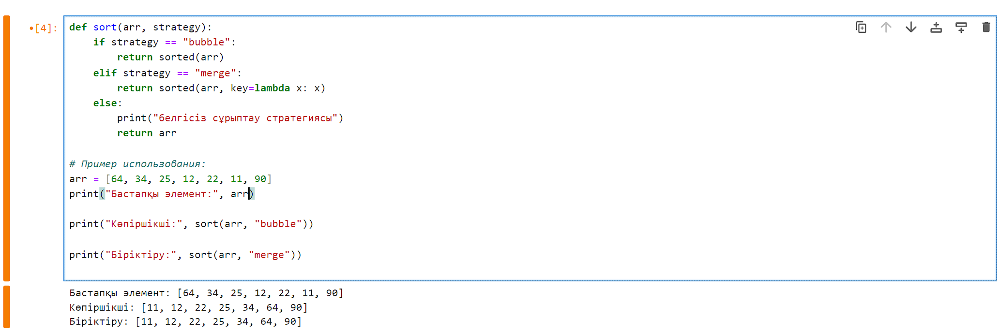 [4]:
def sort(arr, strategy):
    if strategy == "bubble":
        return sorted(arr)
    elif strategy == "merge":
        return sorted(arr, key=lambda x: x)
    else:
        print("белгісіз сұрыптау стратегиясы")
        return arr
# Пример использования:
arr = [64, 34, 25, 12, 22, 11, 90]
print("Бастапқы элемент:", arr)
print("Көпіршікші:", sort(arr, "bubble"))
print("Біріктіру:", sort(arr, "merge"))
Бастапқы элемент: [64, 34, 25, 12, 22, 11, 90]
Көпіршікші: [11, 12, 22, 25, 34, 64, 90]
Біріктіру: [11, 12, 22, 25, 34, 64, 90]